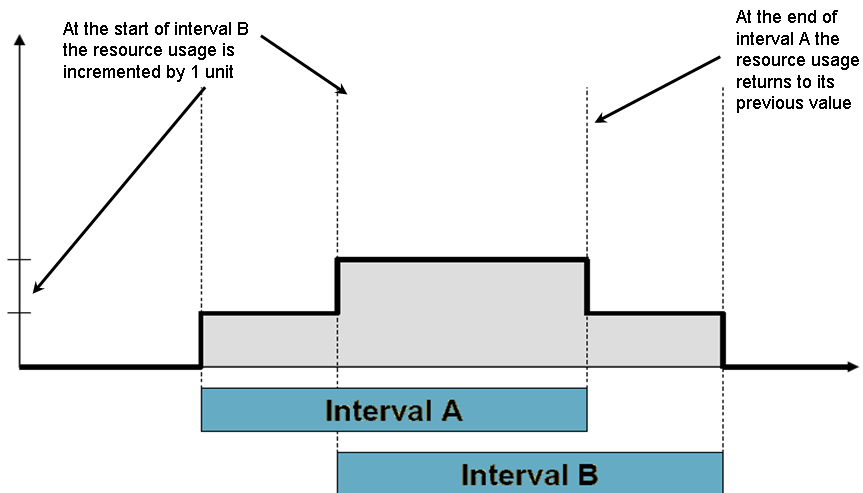 At the start of interval B
the resource usage is
incremented by 1 unit
At the end of
interval A the
resource usage
returns to its
previous value
Interval A
Interval B